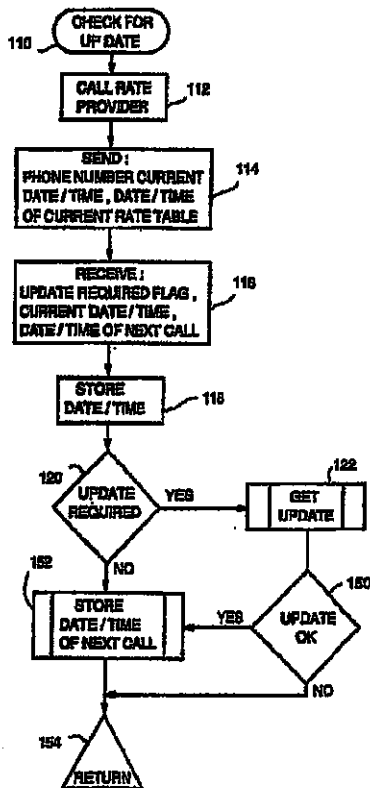 CHECK FOR
UP DATE
110
CALL RATE
PROVIDER
112
SEND:
PHONE NUMBER CURRENT
DATE / TIME, DATE / TIME
OF CURRENT RATE TABLE
114
RECEIVE:
UPDATE REQUIRED FLAG,
CURRENT DATE / TIME,
DATE / TIME OF NEXT CALL
116
STORE
DATE / TIME
118
120
UPDATE
REQUIRED
YES
122
GET
UPDATE
NO
152
STORE
DATE / TIME
OF NEXT CALL
YES
150
UPDATE
OK
NO
154
RETURN